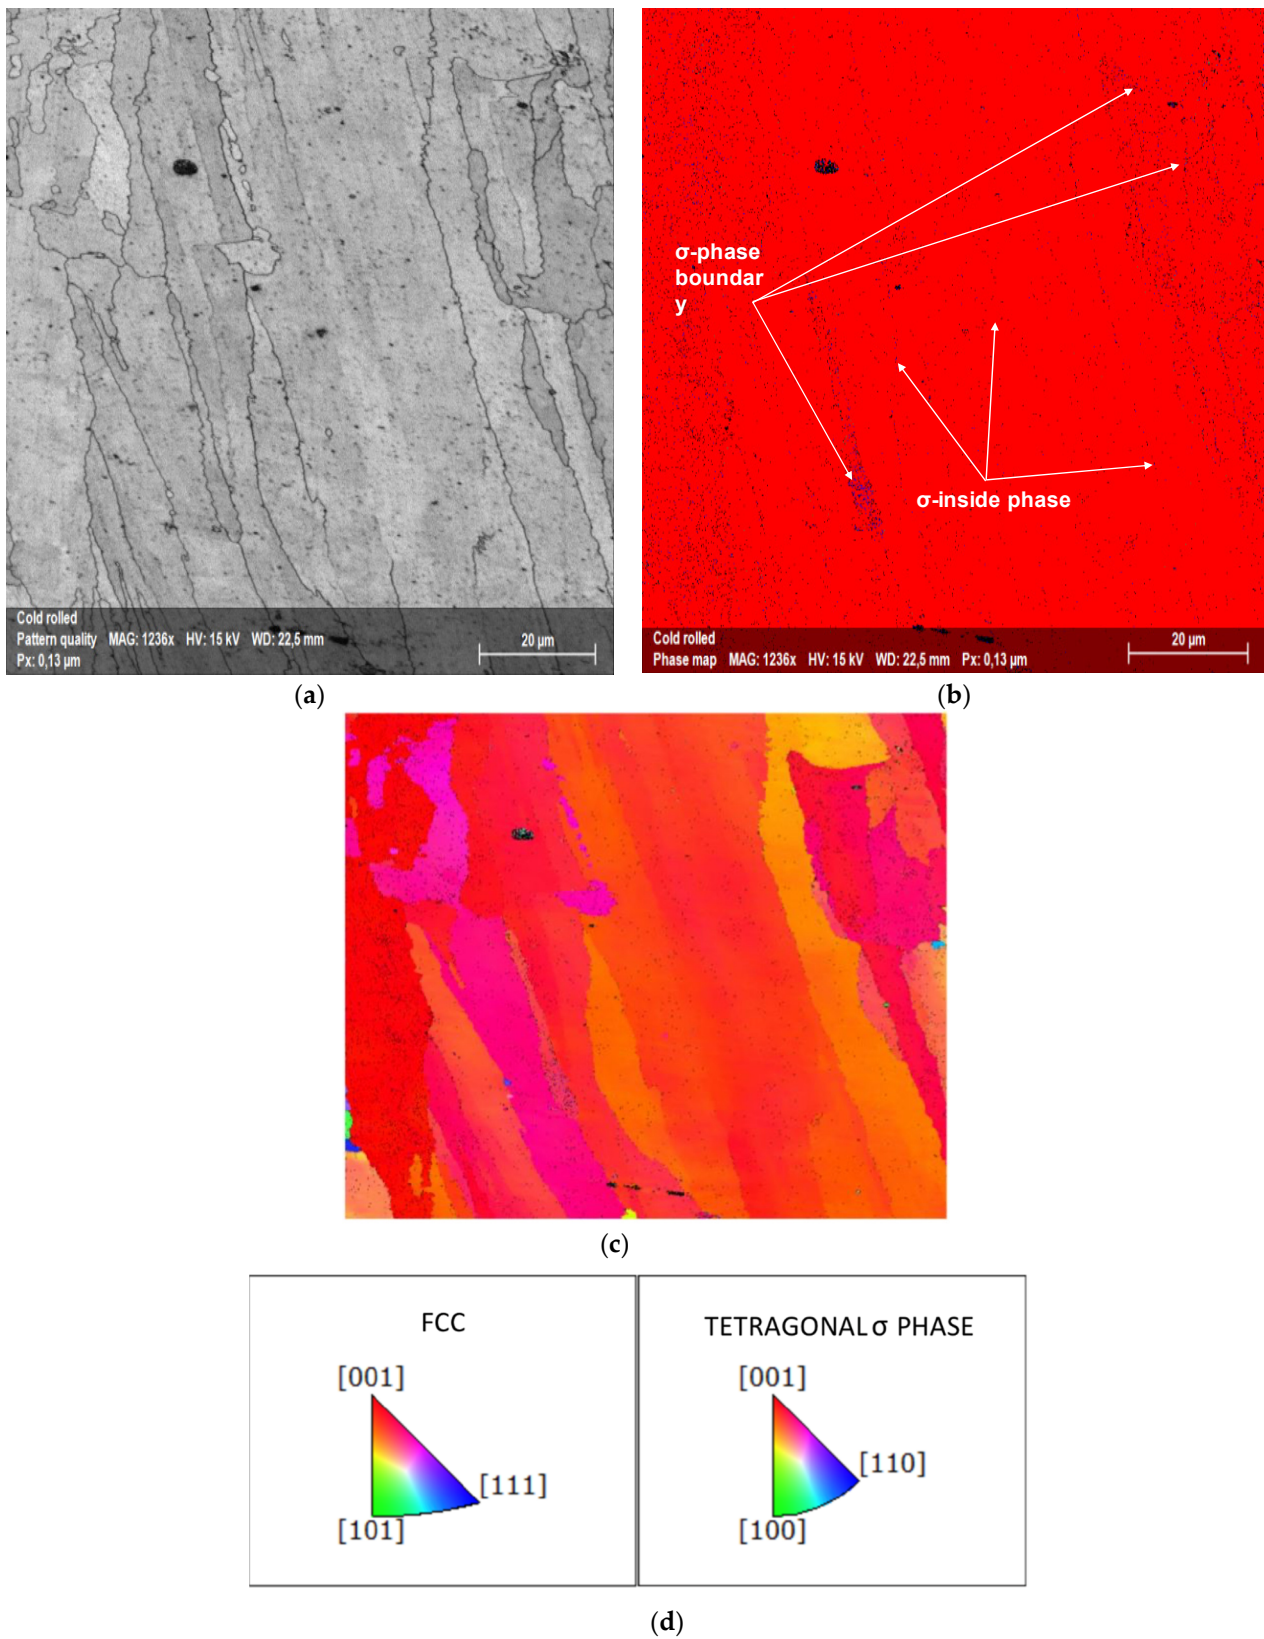 Cold rolled
Pattern quality MAG: 1236x HV: 15 kV WD: 22,5 mm
Px: 0,13 µm
20 µm
(a)
σ-phase
boundar
y
σ-inside phase
Cold rolled
Phase map MAG: 1236x HV: 15 kV WD: 22,5 mm Px: 0,13 µm
20 µm
(b)
(c)
FCC
[001]
[111]
[101]
TETRAGONAL σ PHASE
[001]
[110]
[100]
(d)